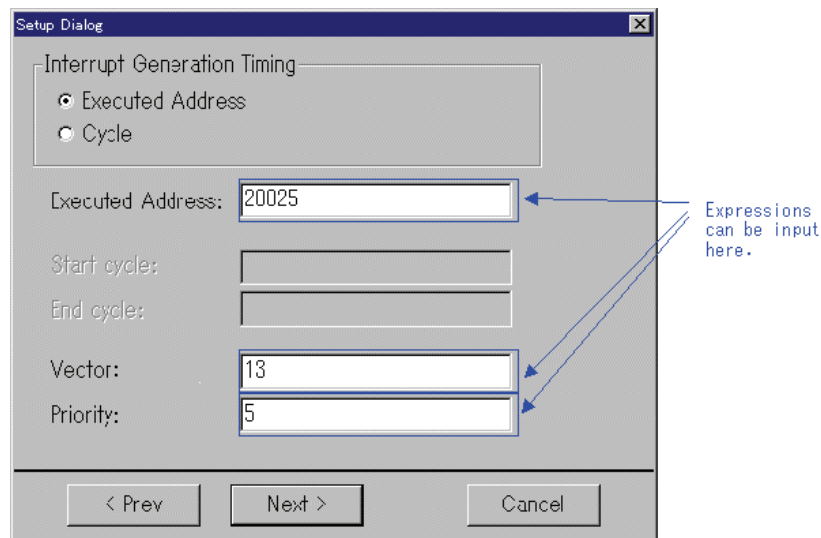 Setup Dialog
Interrupt Generation Timing
Executed Address
Cycle
Executed Address: 20025
Expressions
can be input
here.
Start cycle:
End cycle:
Vector: 13
Priority: 5
< Prev Next > Cancel